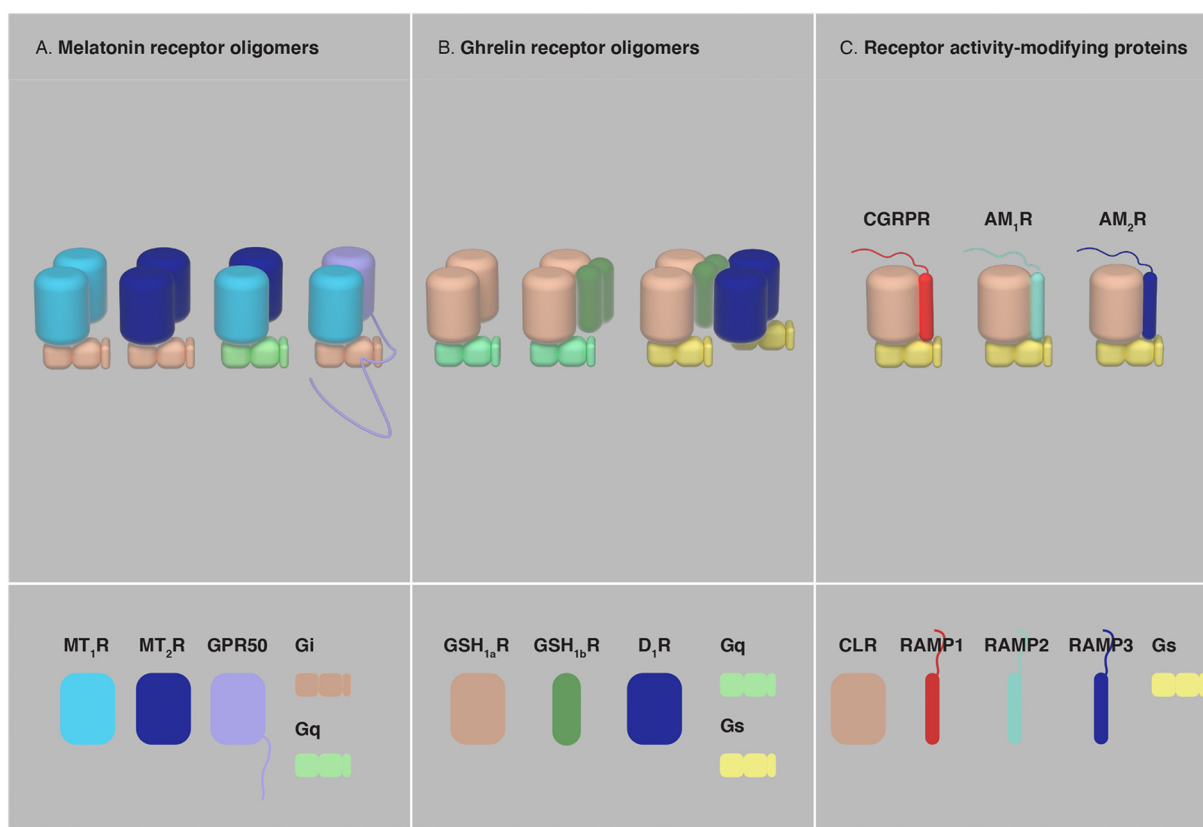 A. Melatonin receptor oligomers
B. Ghrelin receptor oligomers
C. Receptor activity-modifying proteins
CGRPR
AM₁R
AM₂R
MT₁R
MT₂R
GPR50
Gi
Gq
GSH₁ₐR
GSH₁bR
D₁R
Gq
Gs
CLR
RAMP1
RAMP2
RAMP3
Gs